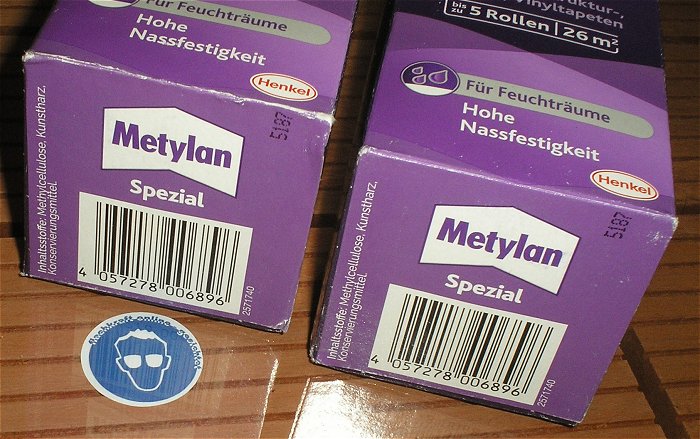 Für Feuchträume
Hohe
Nassfestigkeit
Henkel
5187
Metylan
Spezial
Inhaltsstoffe: Methylcellulose, Kunstharz,
Konservierungsmittel.
4 057278 006896
2571740
bis zu 5 Rollen | 26 m²
Für Feuchträume
Hohe
Nassfestigkeit
Henkel
5187
Metylan
Spezial
Inhaltsstoffe: Methylcellulose, Kunstharz,
Konservierungsmittel.
4 057278 006896
2571740